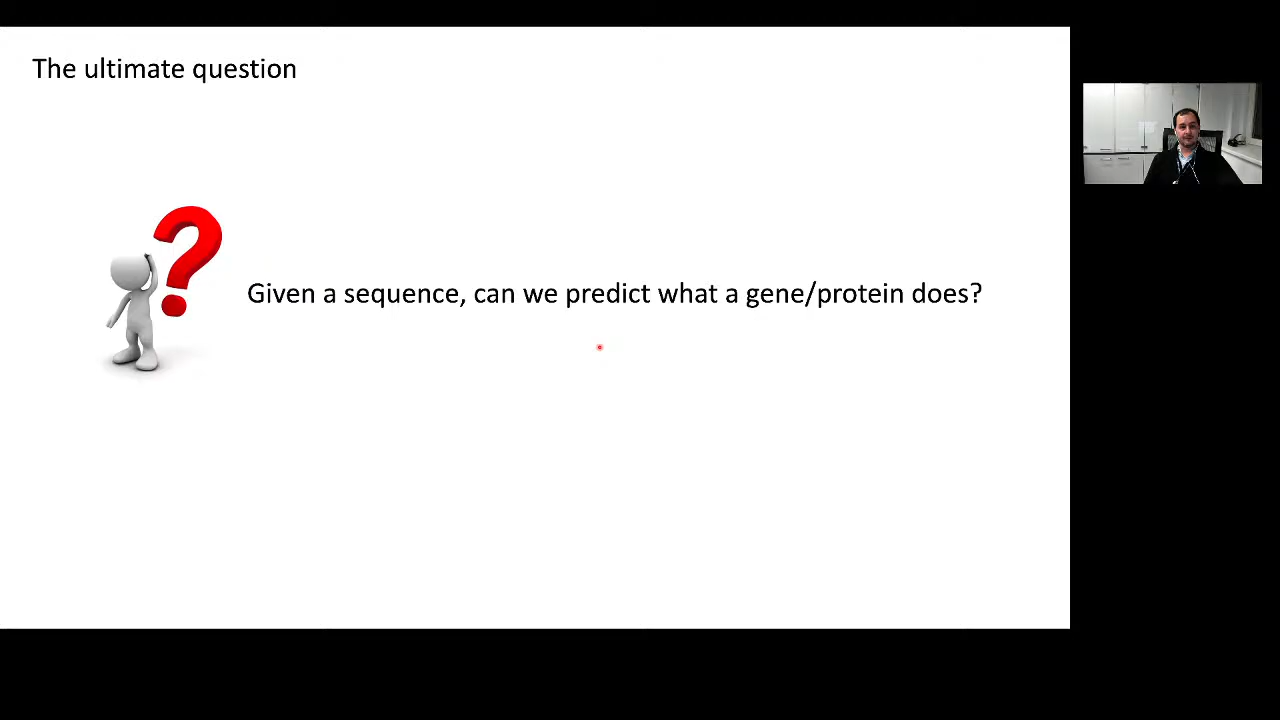 The ultimate question
Given a sequence, can we predict what a gene/protein does?